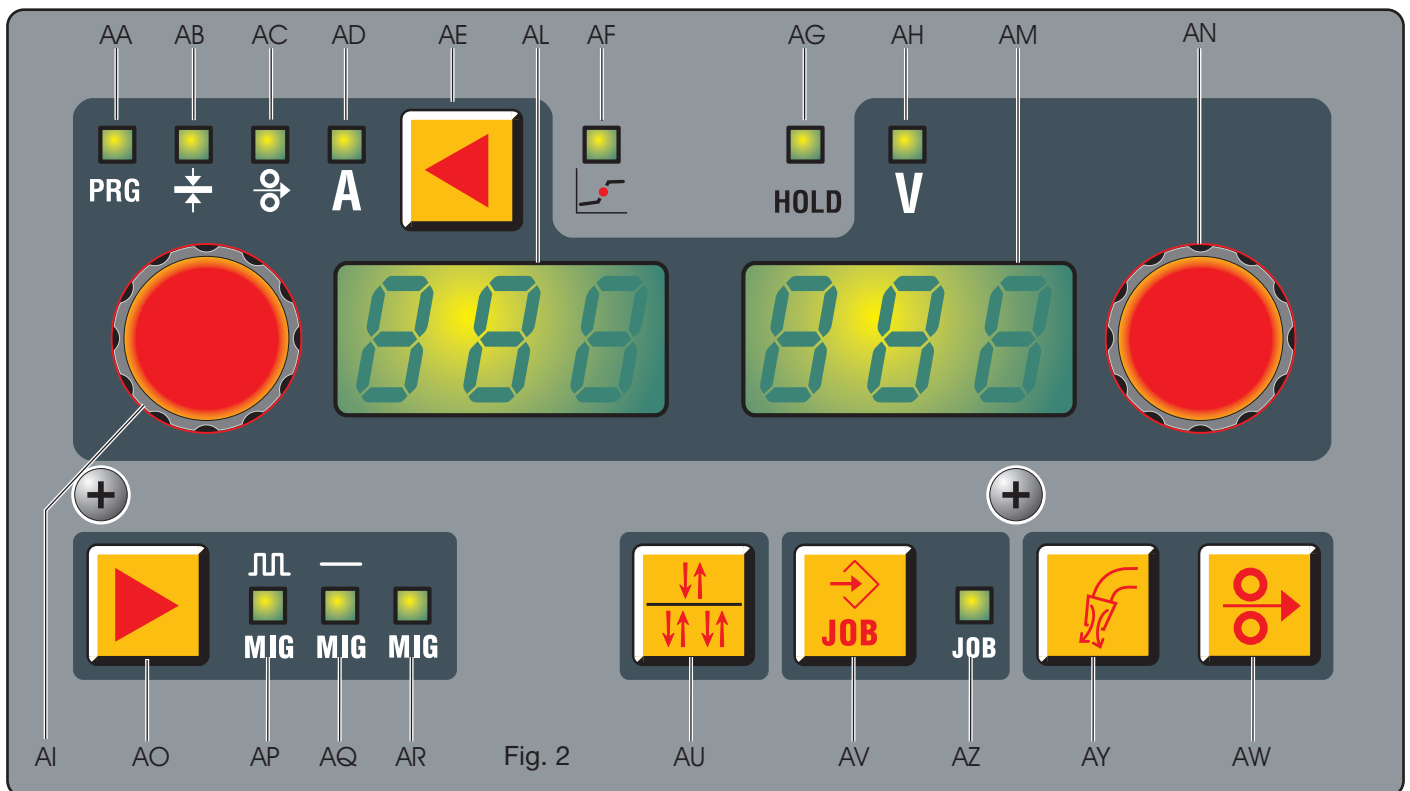 AA AB AC AD AE AL AF AG AH AM AN
PRG A HOLD V
MIG MIG MIG JOB JOB
AI AO AP AQ AR Fig. 2 AU AV AZ AY AW